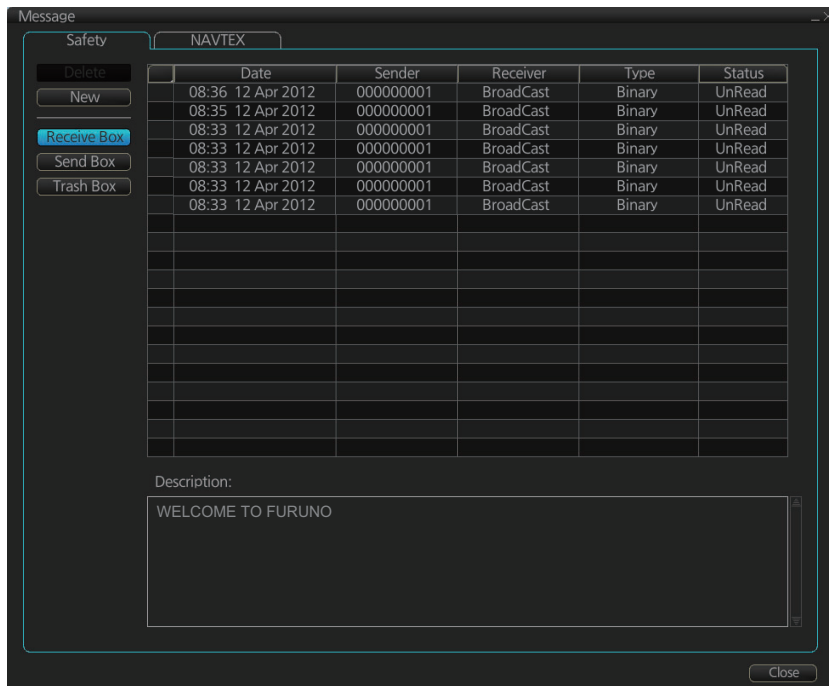 Message
Safety NAVTEX
Delete
New
Receive Box
Send Box
Trash Box
Date Sender Receiver Type Status
08:36 12 Apr 2012 000000001 BroadCast Binary UnRead
08:35 12 Apr 2012 000000001 BroadCast Binary UnRead
08:33 12 Apr 2012 000000001 BroadCast Binary UnRead
08:33 12 Apr 2012 000000001 BroadCast Binary UnRead
08:33 12 Apr 2012 000000001 BroadCast Binary UnRead
08:33 12 Apr 2012 000000001 BroadCast Binary UnRead
08:33 12 Apr 2012 000000001 BroadCast Binary UnRead
Description:
WELCOME TO FURUNO
Close